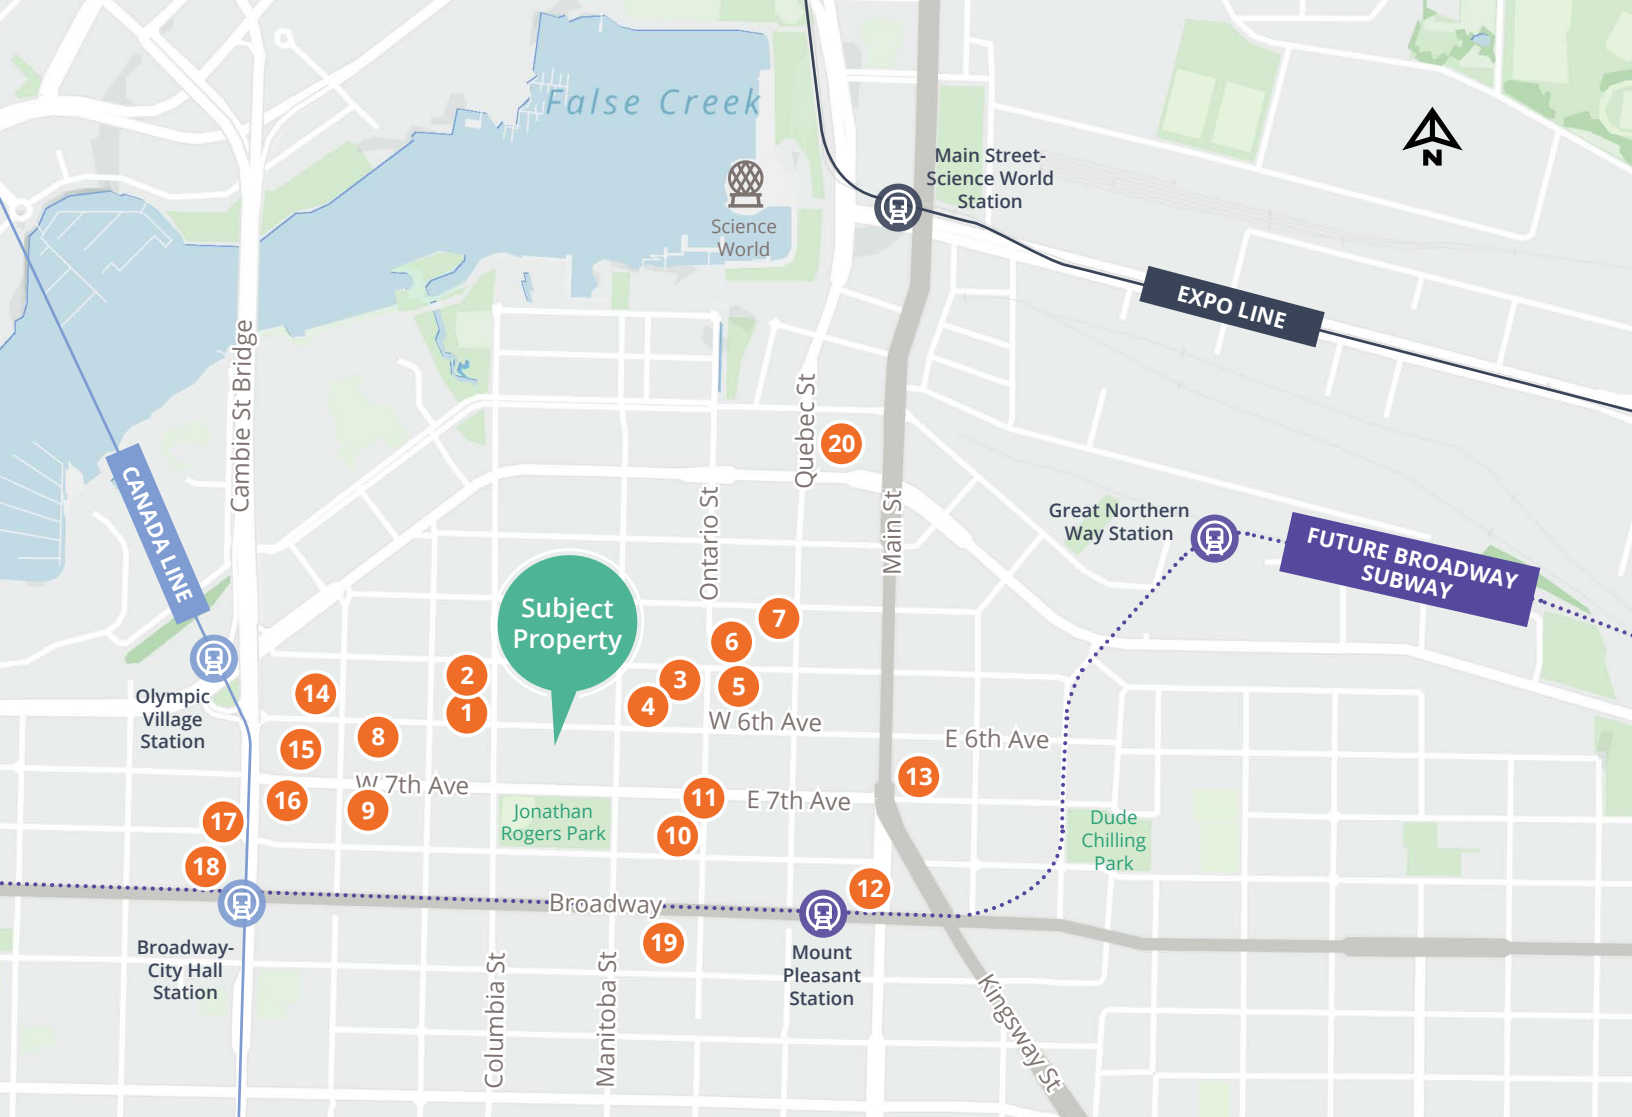 False Creek
Main Street-
Science World
Station
N
Science
World
EXPO LINE
Cambie St Bridge
Quebec St
20
CANADA LINE
Ontario St
Main St
Great Northern
Way Station
FUTURE BROADWAY
SUBWAY
Subject
Property
7
6
2
3
5
14
1
4
W 6th Ave
Olympic
Village
Station
8
15
E 6th Ave
13
W 7th Ave
16
9
11
E 7th Ave
17
Jonathan
Rogers Park
10
Dude
Chilling
Park
18
12
Broadway
19
Broadway-
City Hall
Station
Mount
Pleasant
Station
Columbia St
Manitoba St
Kingsway St